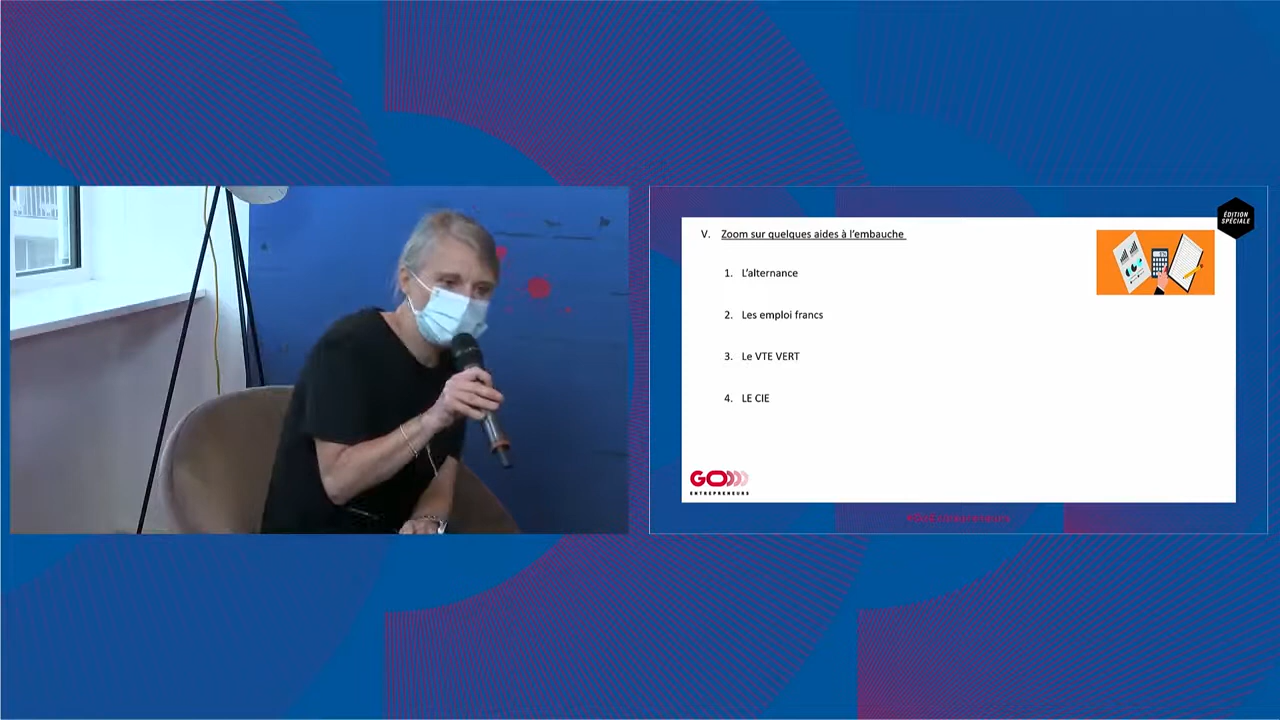 ÉDITION
SPÉCIALE
V. Zoom sur quelques aides à l'embauche
1. L'alternance
2. Les emploi francs
3. Le VTE VERT
4. LE CIE
GO
ENTREPRENEURS
#GoEntrepreneurs